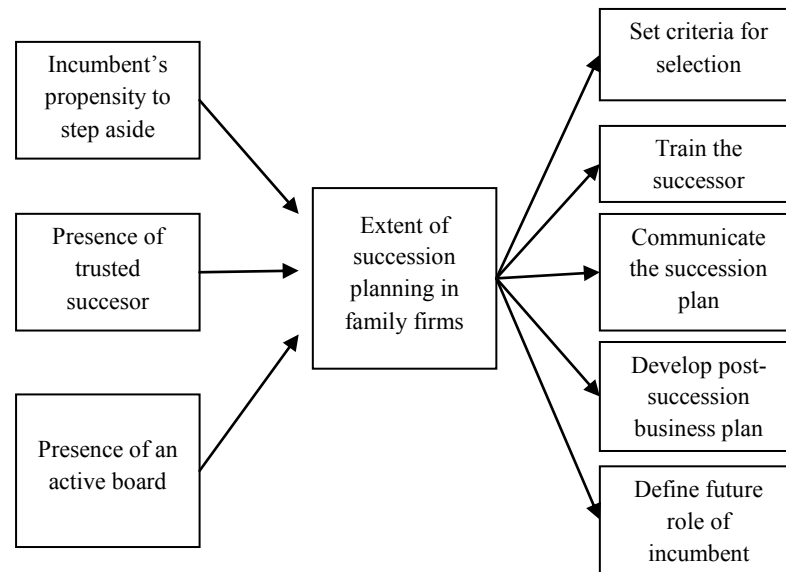 Incumbent's
propensity to
step aside
Presence of
trusted
succesor
Presence of an
active board
Extent of
succession
planning in
family firms
Set criteria for
selection
Train the
successor
Communicate
the succession
plan
Develop post-
succession
business plan
Define future
role of
incumbent